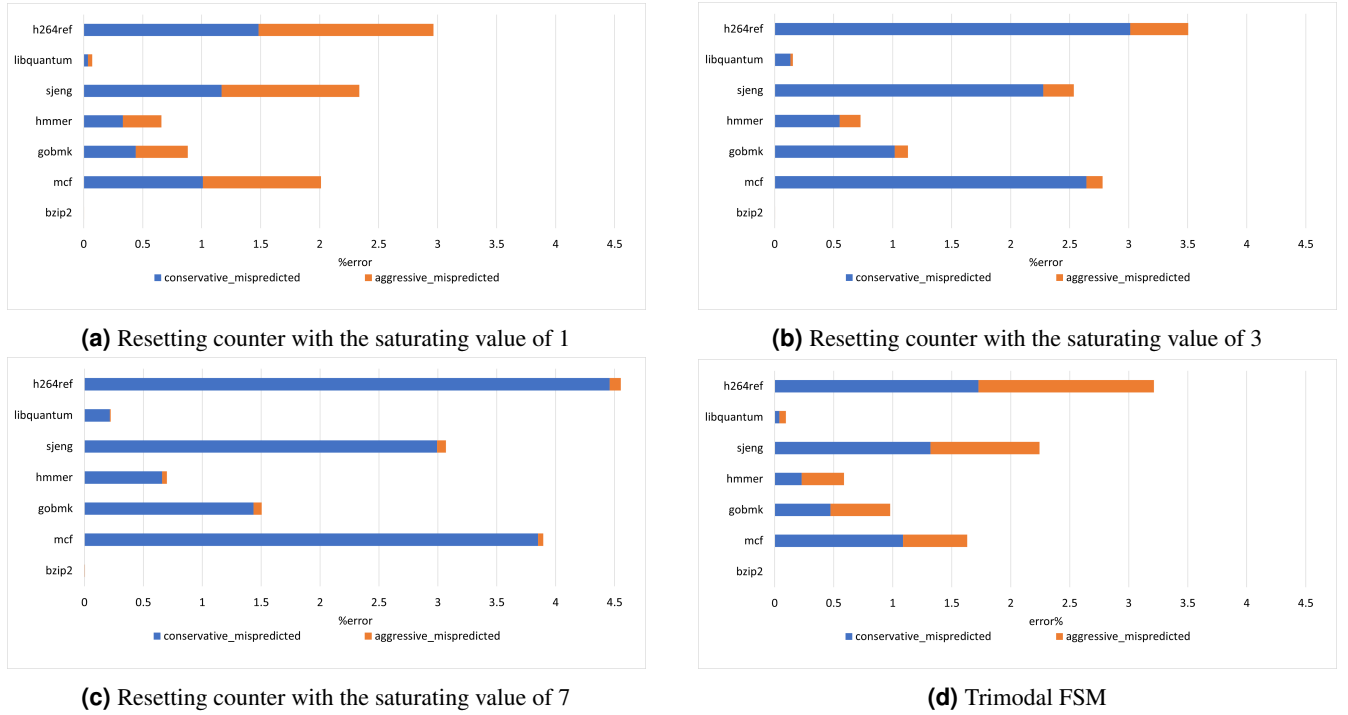 h264ref
libquantum
sjeng
hmmer
gobmk
mcf
bzip2
0 0.5 1 1.5 2 2.5 3 3.5 4 4.5
%error
conservative_mispredicted aggressive_mispredicted
(a) Resetting counter with the saturating value of 1
h264ref
libquantum
sjeng
hmmer
gobmk
mcf
bzip2
0 0.5 1 1.5 2 2.5 3 3.5 4 4.5
%error
conservative_mispredicted aggressive_mispredicted
(b) Resetting counter with the saturating value of 3
h264ref
libquantum
sjeng
hmmer
gobmk
mcf
bzip2
0 0.5 1 1.5 2 2.5 3 3.5 4 4.5
%error
conservative_mispredicted aggressive_mispredicted
(c) Resetting counter with the saturating value of 7
h264ref
libquantum
sjeng
hmmer
gobmk
mcf
bzip2
0 0.5 1 1.5 2 2.5 3 3.5 4 4.5
error%
conservative_mispredicted aggressive_mispredicted
(d) Trimodal FSM